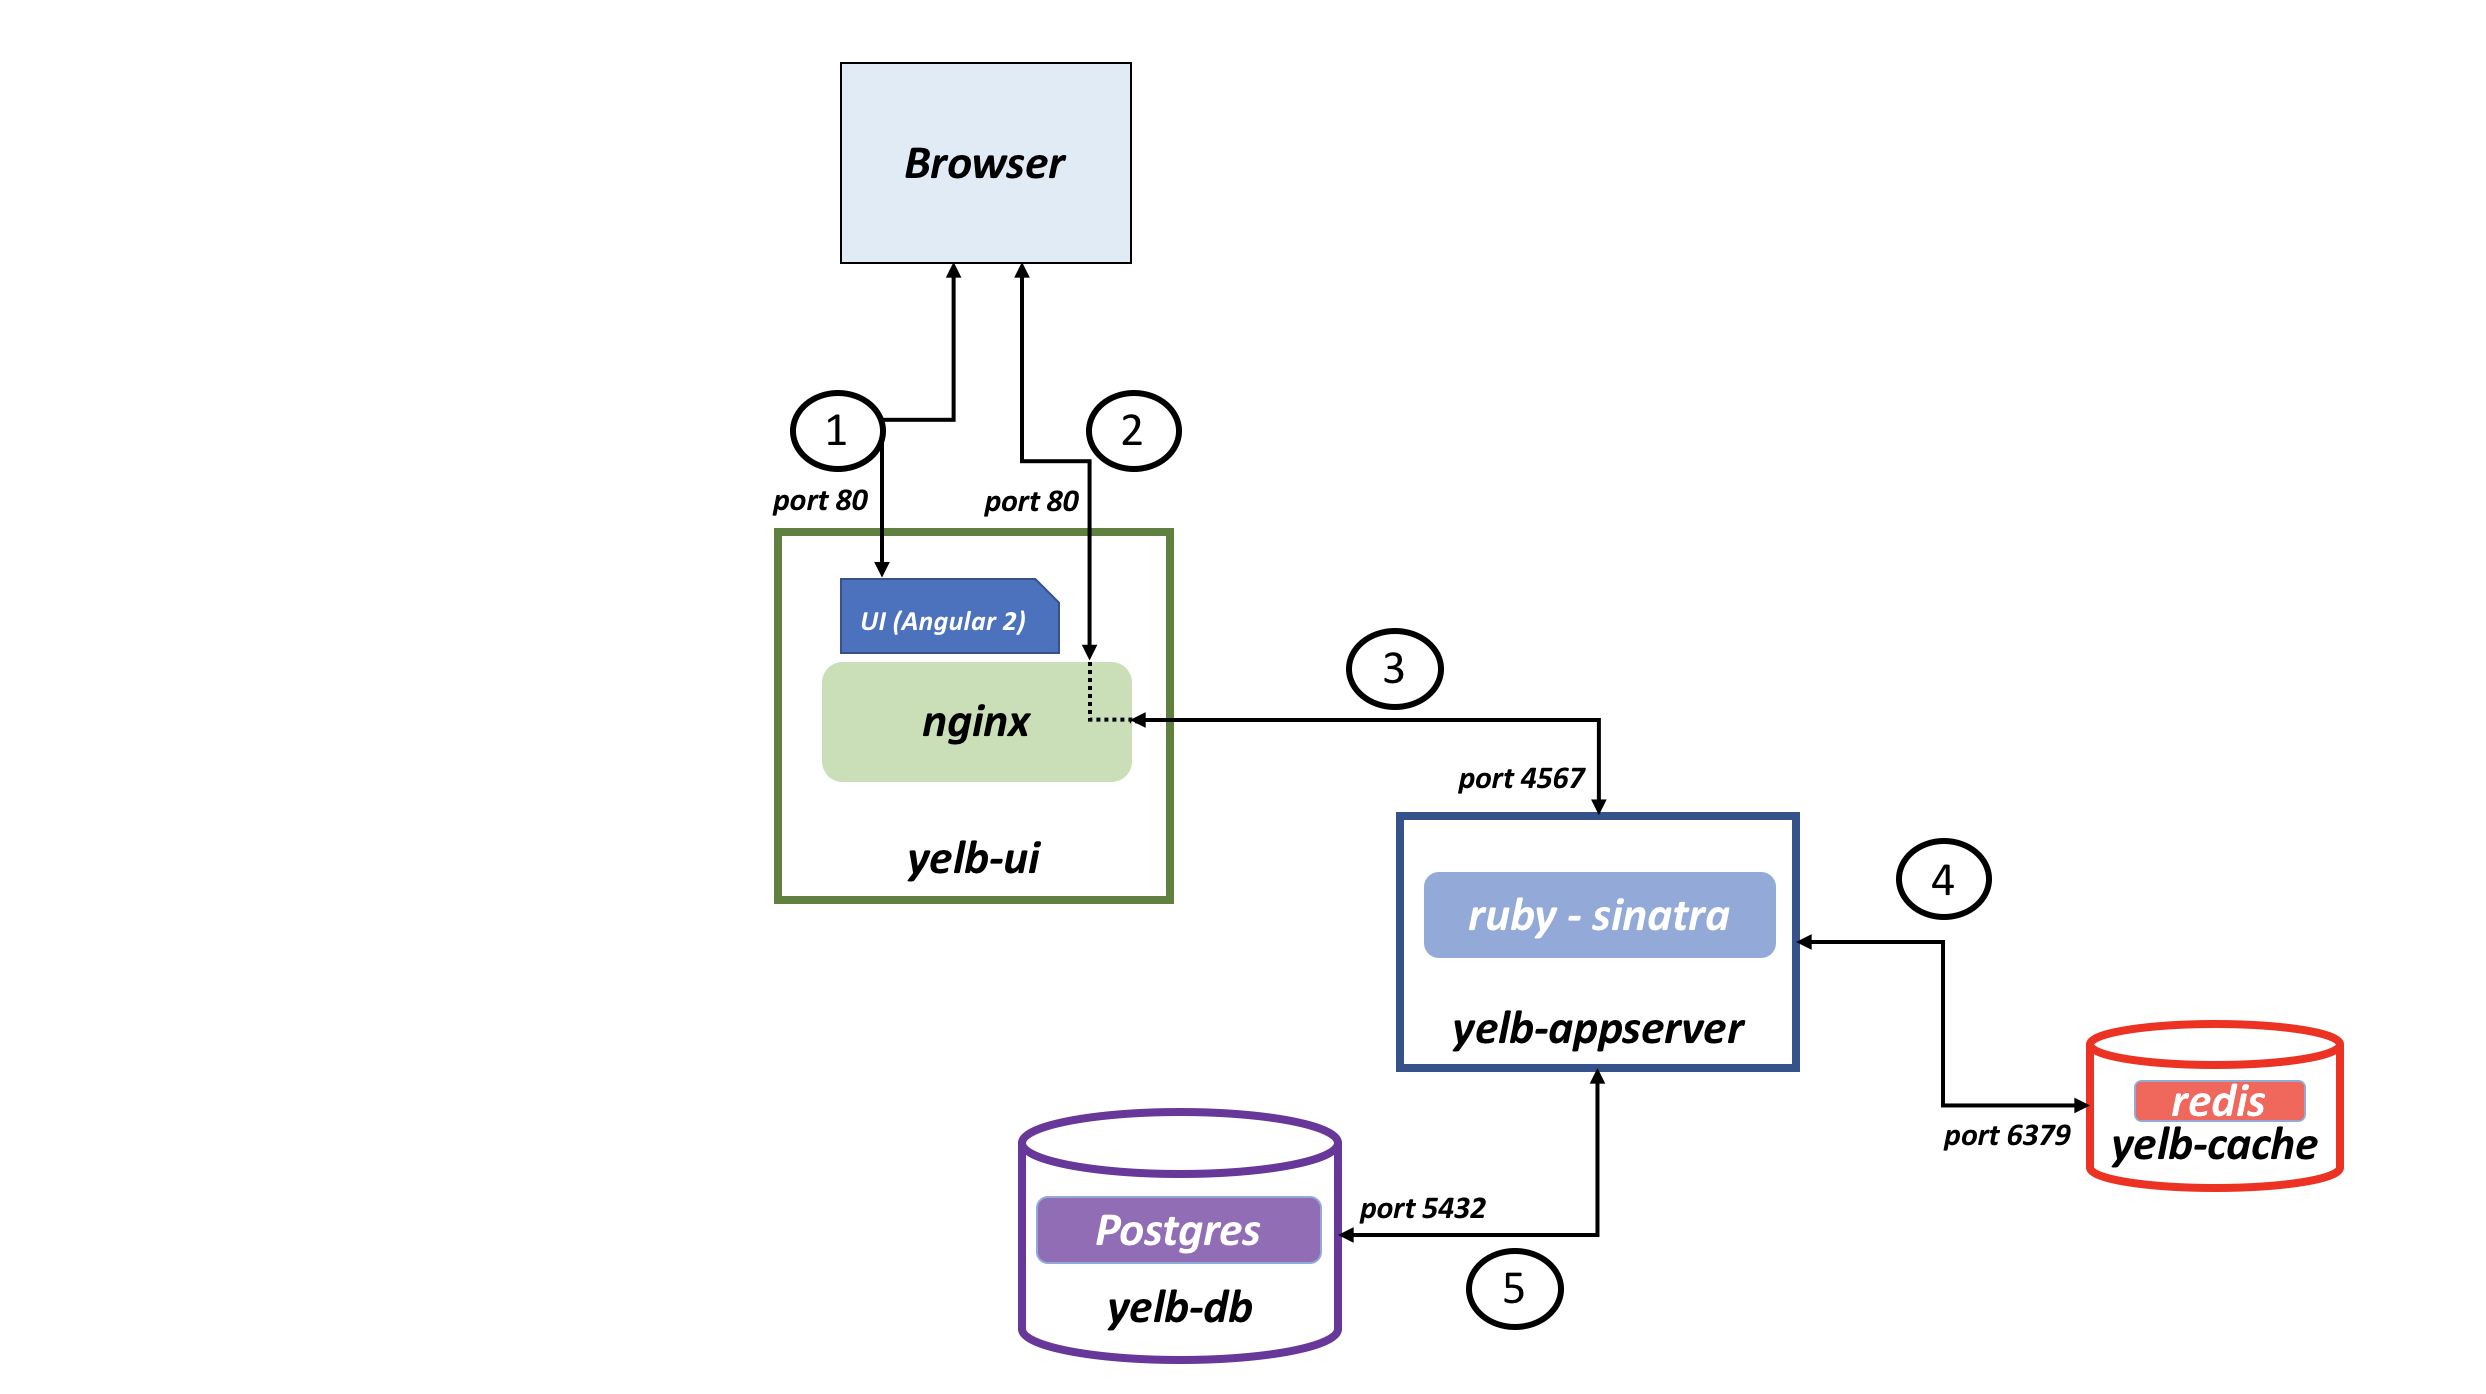 Browser
1
2
port 80
port 80
UI (Angular 2)
nginx
yelb-ui
3
port 4567
ruby - sinatra
yelb-appserver
4
port 6379
redis
yelb-cache
Postgres
yelb-db
port 5432
5